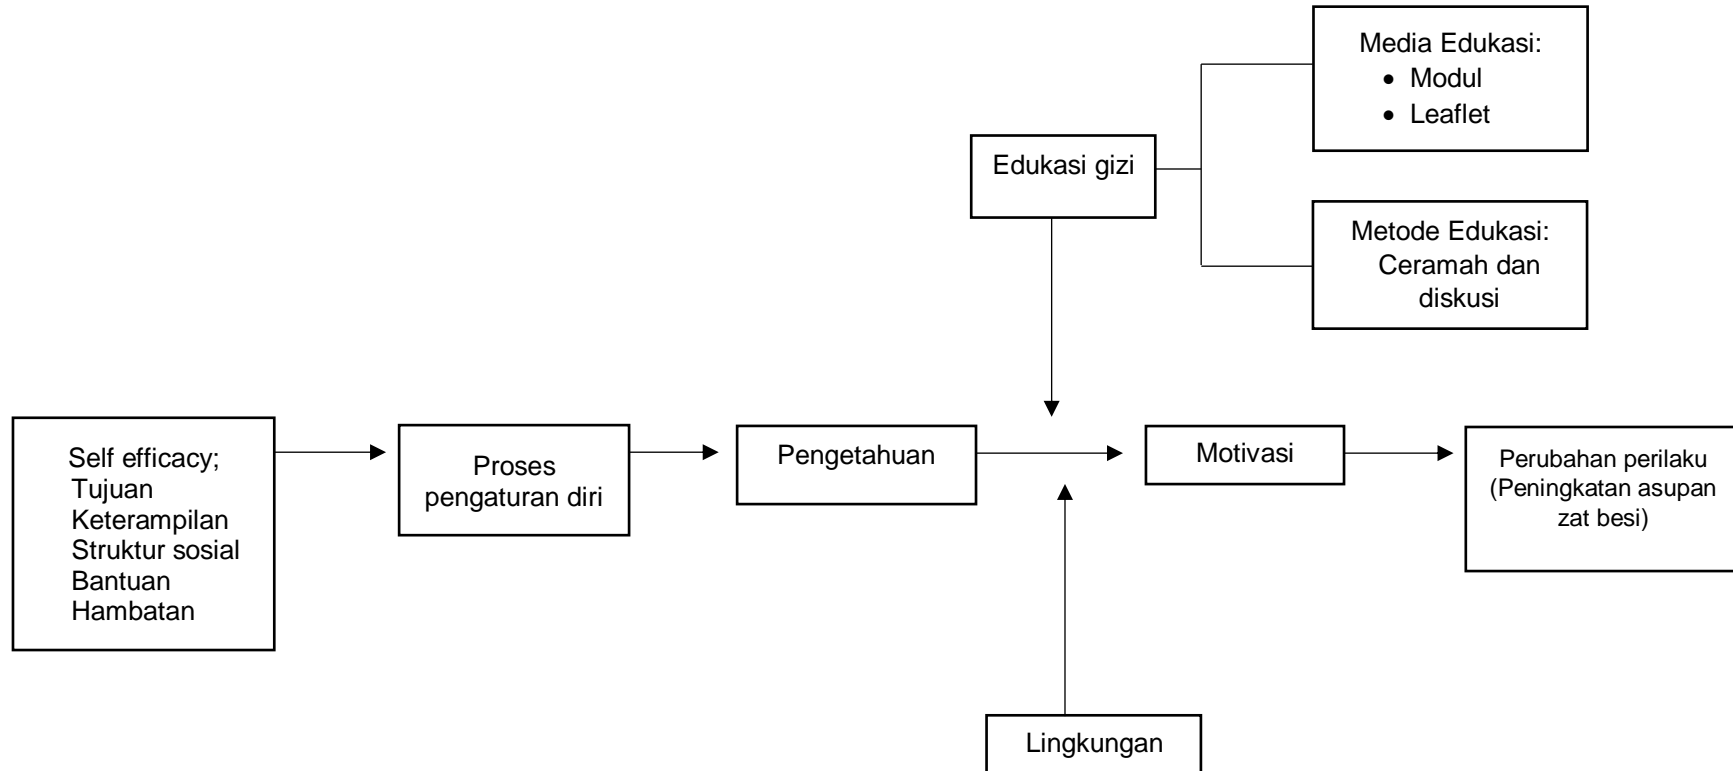 Media Edukasi:
• Modul
• Leaflet
Edukasi gizi
Metode Edukasi:
Ceramah dan
diskusi
Self efficacy;
Tujuan
Keterampilan
Struktur sosial
Bantuan
Hambatan
Proses
pengaturan diri
Pengetahuan
Motivasi
Perubahan perilaku
(Peningkatan asupan
zat besi)
Lingkungan